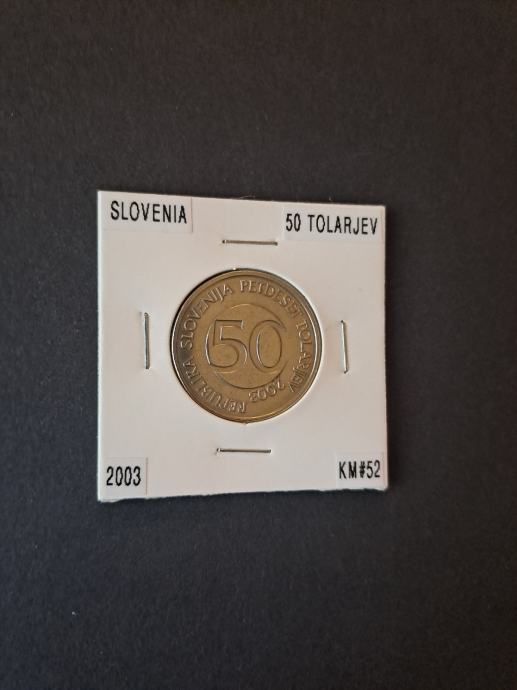 SLOVENIA
50 TOLARJEV
REPUBLIKA SLOVENIJA PETDESET TOLARJEV 2003
50
2003
KM#52